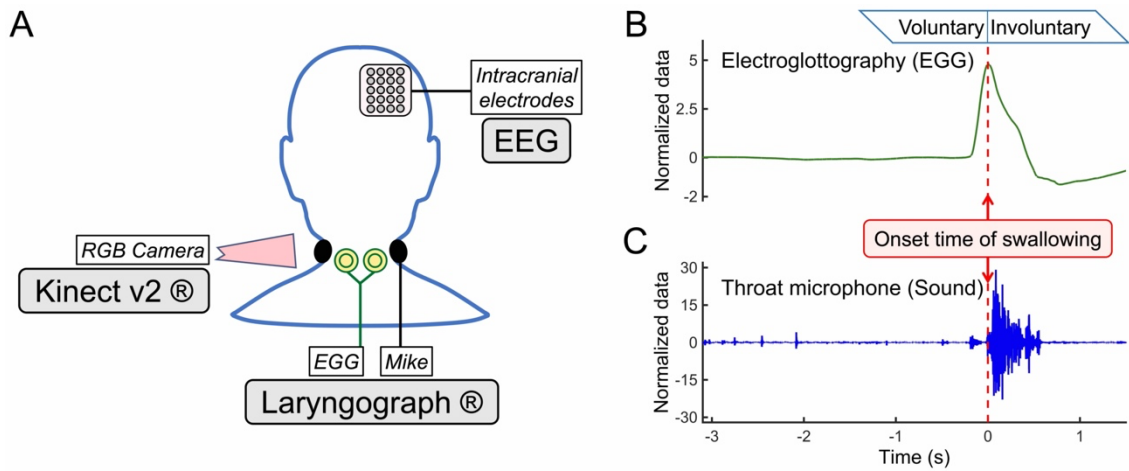 A
Intracranial
electrodes
EEG
RGB Camera
Kinect v2 ®
EGG
Mike
Laryngograph ®
B
Voluntary
Involuntary
Electroglottography (EGG)
Normalized data
5
2.5
0
-2
Onset time of swallowing
C
Throat microphone (Sound)
Normalized data
30
15
0
-15
-30
-3
-2
-1
0
1
Time (s)